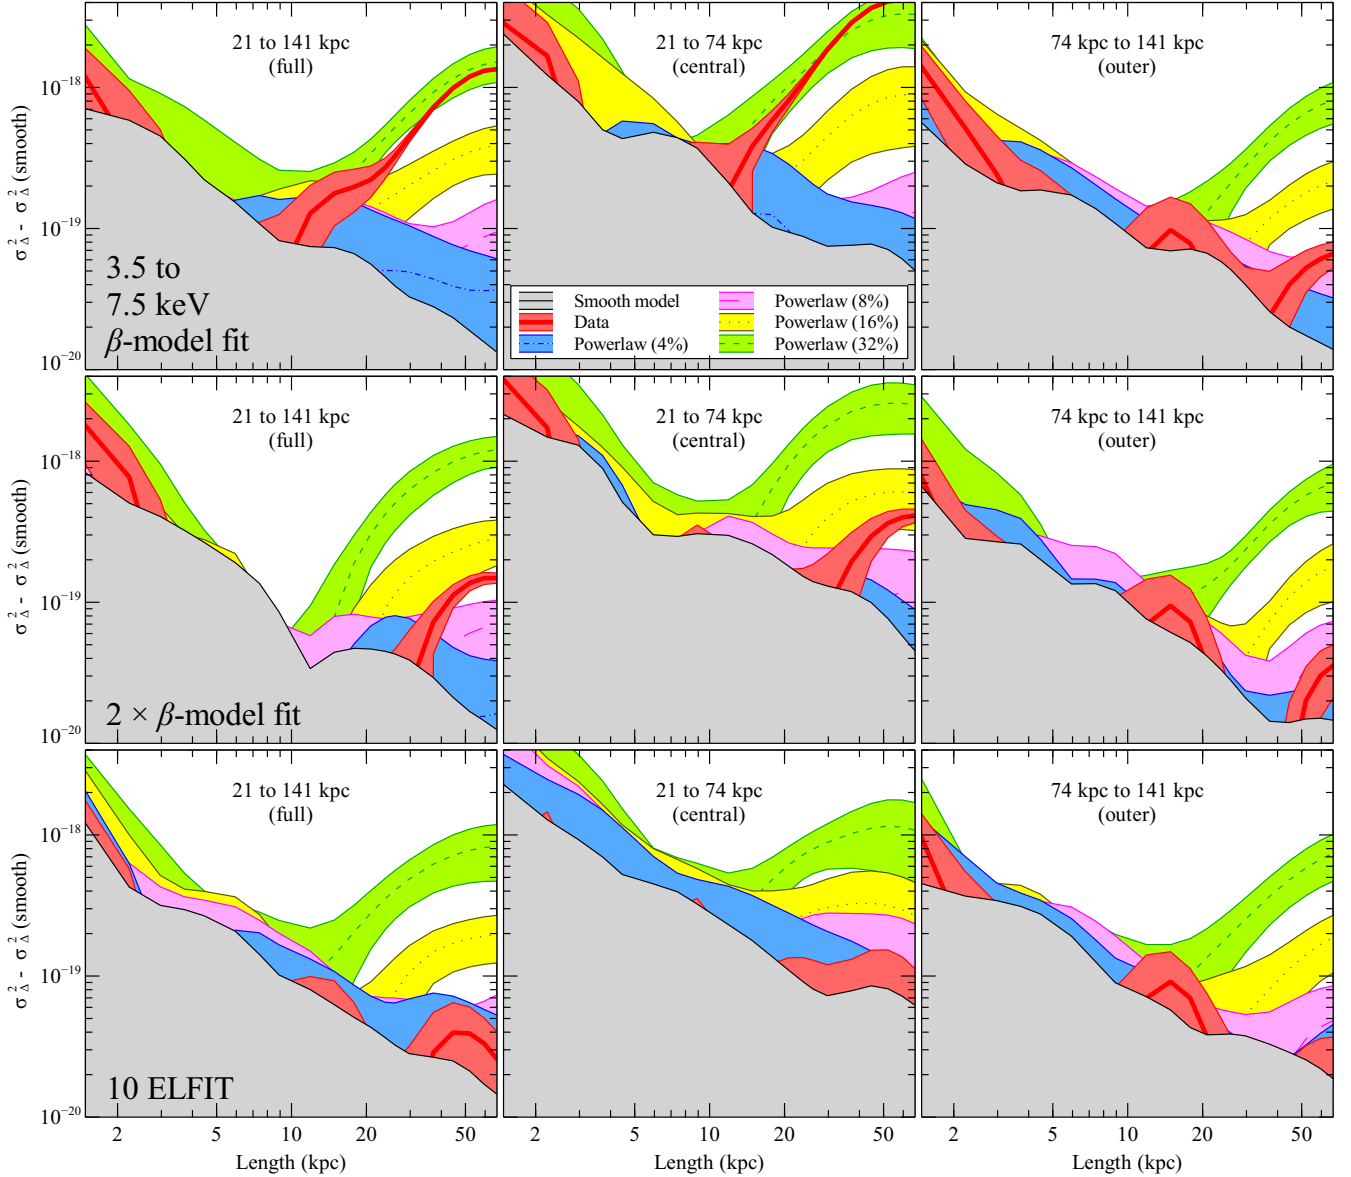 σ²Δ - σ²Δ (smooth)
10⁻¹⁸
10⁻¹⁹
10⁻²⁰
21 to 141 kpc
(full)
3.5 to
7.5 keV
β-model fit
21 to 74 kpc
(central)
Smooth model
Data
Powerlaw (4%)
Powerlaw (8%)
Powerlaw (16%)
Powerlaw (32%)
74 kpc to 141 kpc
(outer)
σ²Δ - σ²Δ (smooth)
10⁻¹⁸
10⁻¹⁹
10⁻²⁰
21 to 141 kpc
(full)
2 × β-model fit
21 to 74 kpc
(central)
74 kpc to 141 kpc
(outer)
σ²Δ - σ²Δ (smooth)
10⁻¹⁸
10⁻¹⁹
10⁻²⁰
21 to 141 kpc
(full)
10 ELFIT
21 to 74 kpc
(central)
74 kpc to 141 kpc
(outer)
2 5 10 20 50
Length (kpc)
2 5 10 20 50
Length (kpc)
2 5 10 20 50
Length (kpc)